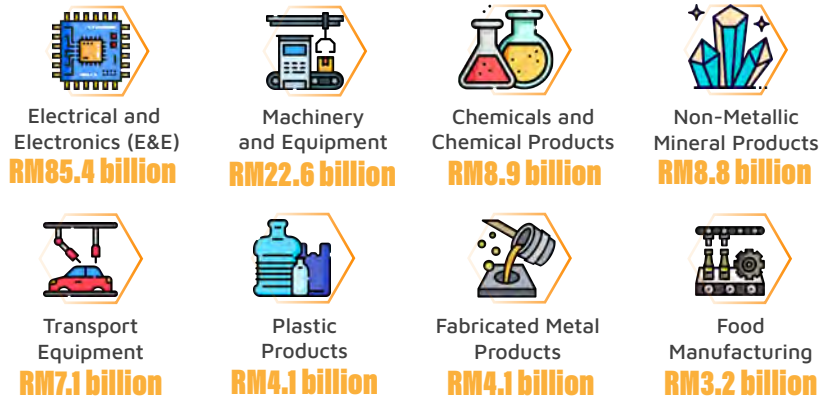 Electrical and
Electronics (E&E)
RM85.4 billion
Machinery
and Equipment
RM22.6 billion
Chemicals and
Chemical Products
RM8.9 billion
Non-Metallic
Mineral Products
RM8.8 billion
Transport
Equipment
RM7.1 billion
Plastic
Products
RM4.1 billion
Fabricated Metal
Products
RM4.1 billion
Food
Manufacturing
RM3.2 billion